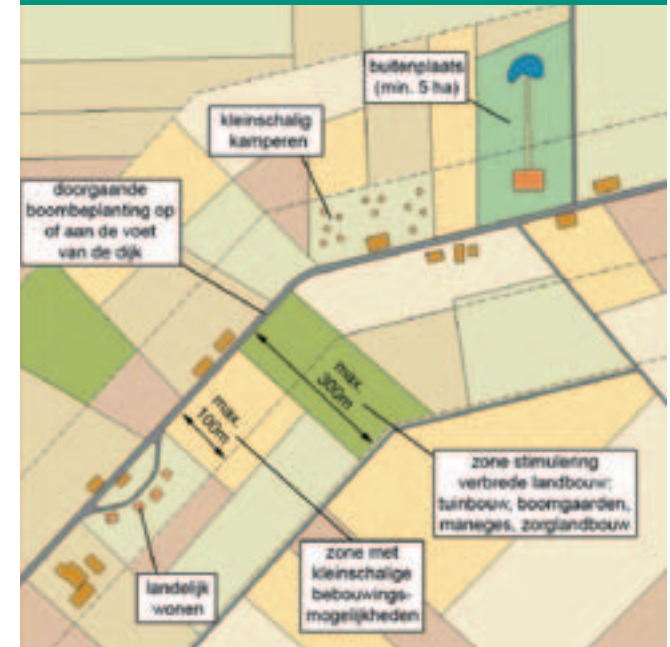 buitenplaats
(min. 5 ha)
kleinschalig
kamperen
doorgaande
boombeplanting op
of aan de voet
van de dijk
max.
300m
max.
100m
zone stimulering
verbrede landbouw:
tuinbouw, boomgaarden,
maneges, zorglandbouw
zone met
kleinschalige
bebouwings-
mogelijkheden
landelijk
wonen